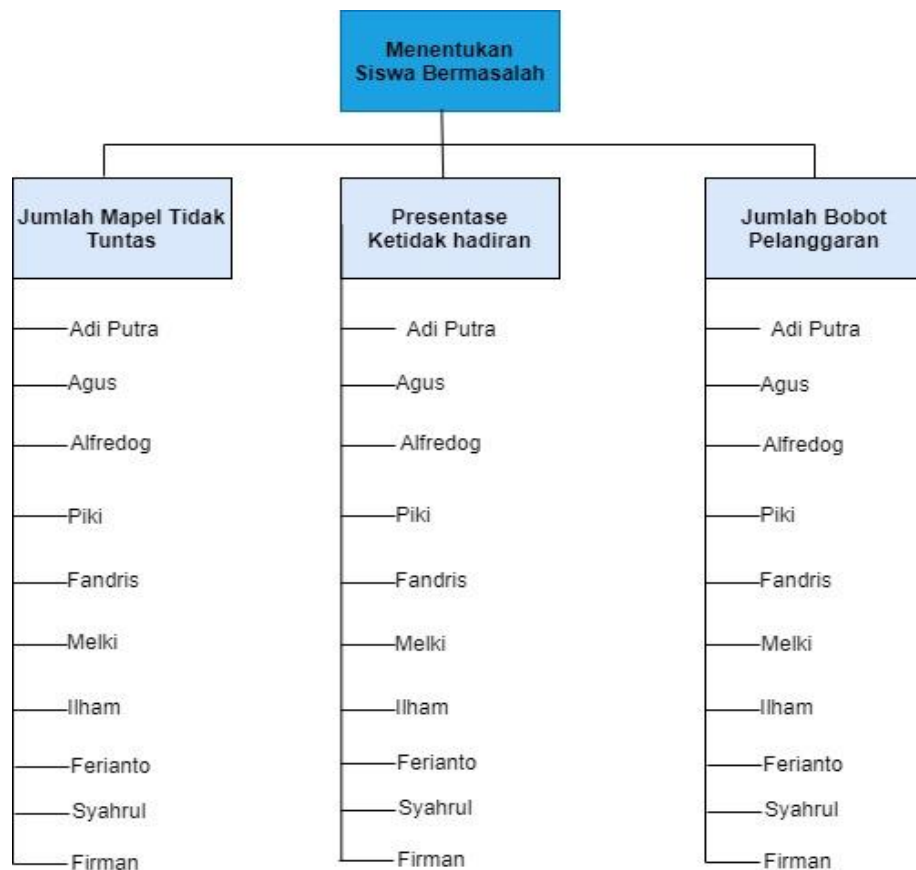 Menentukan
Siswa Bermasalah
Jumlah Mapel Tidak
Tuntas
Adi Putra
Agus
Alfredog
Piki
Fandris
Melki
Ilham
Ferianto
Syahrul
Firman
Presentase
Ketidak hadiran
Adi Putra
Agus
Alfredog
Piki
Fandris
Melki
Ilham
Ferianto
Syahrul
Firman
Jumlah Bobot
Pelanggaran
Adi Putra
Agus
Alfredog
Piki
Fandris
Melki
Ilham
Ferianto
Syahrul
Firman